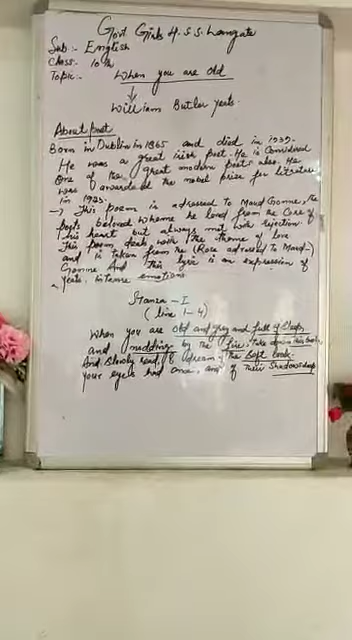 Govt Girls H.S.S. Langate
Sub:- English
Class:- 10th
Topic:- When you are old
William Butler yeats.
About poet
Born in Dublin in 1865 and died in 1939.
He was a great irish poet. He is Considered
One of the great modern poets also. He
was awarded the nobel prize for literature
in 1923.
→ This poem is adressed to Maud Gonne, the
poets beloved whome he loved from the Core of
his heart but always met with rejection.
This poem deals with the theme of love
and is taken from the (Rose adressed to Maud-)
Gonne And this lyric is an expression of
yeats. intense emotions
Stanza - I
(line 1-4)
When you are old and grey and full of Sleep,
and nodding by the fire, take down this book,
And Slowly read, & dream of the Soft look
your eyes had once, and of their Shadows deep